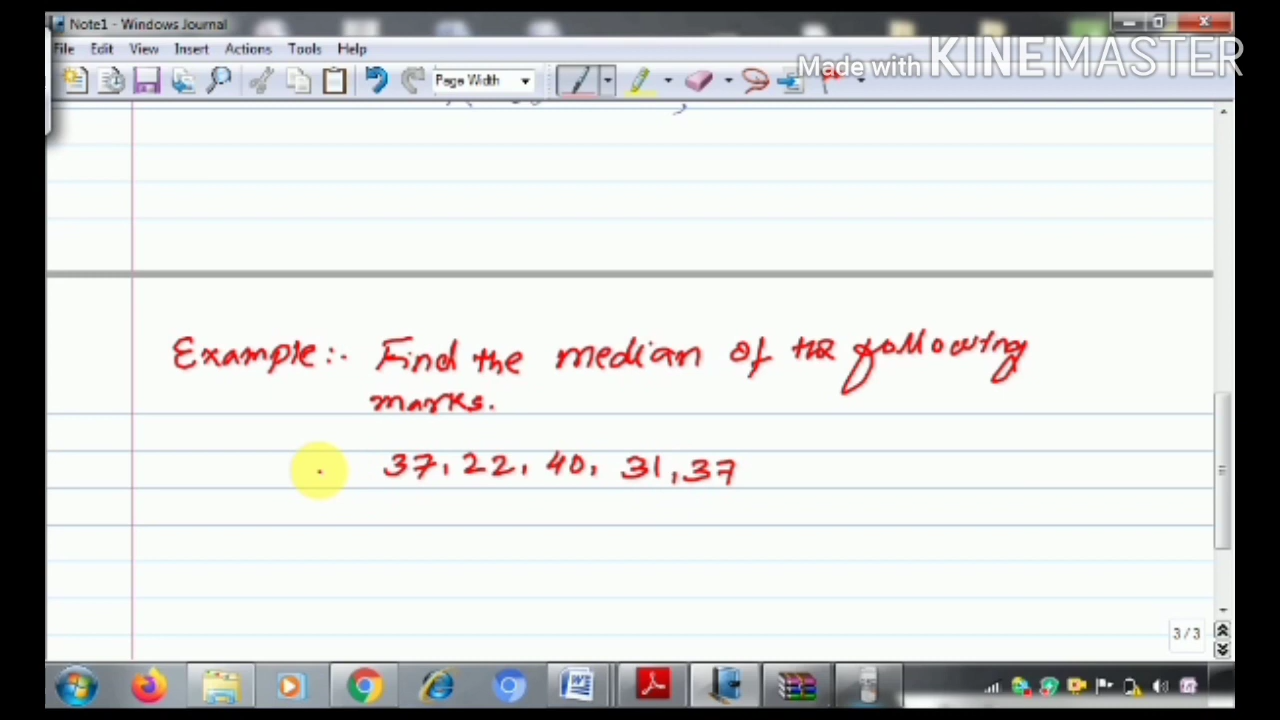 Note1 - Windows Journal
File Edit View Insert Actions Tools Help
Made with KINEMASTER
Page Width
Example:- Find the median of the following
marks.
37, 22, 40, 31, 37
3/3